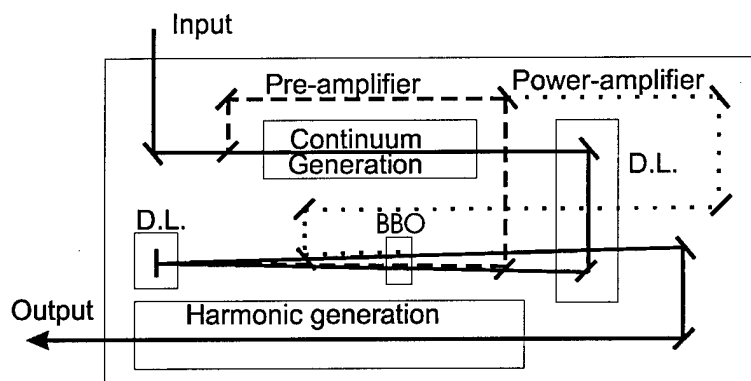 Input
Pre-amplifier
Power-amplifier
Continuum
Generation
D.L.
D.L.
BBO
Output
Harmonic generation